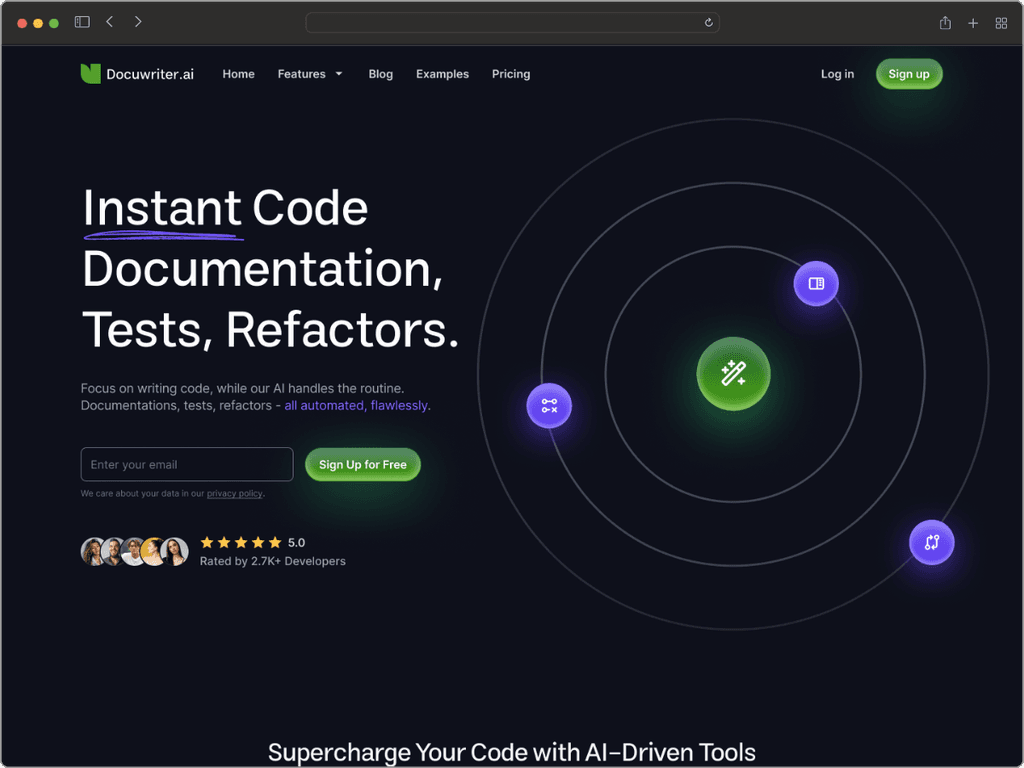 Docuwriter.ai
Home
Features
Blog
Examples
Pricing
Log in
Sign up
Instant Code
Documentation,
Tests, Refactors.
Focus on writing code, while our AI handles the routine.
Documentations, tests, refactors - all automated, flawlessly.
Enter your email
Sign Up for Free
We care about your data in our privacy policy.
5.0
Rated by 2.7K+ Developers
Supercharge Your Code with AI-Driven Tools